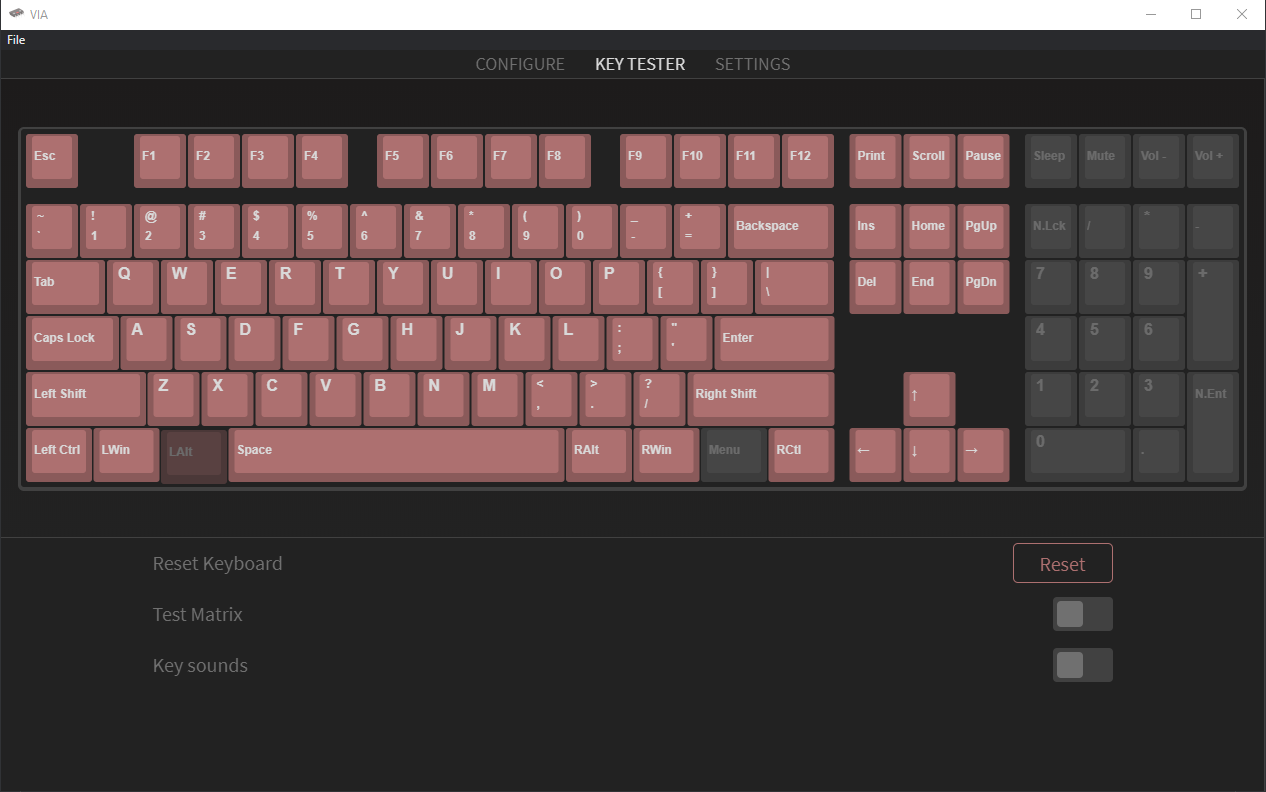 VIA
File
CONFIGURE KEY TESTER SETTINGS
Esc F1 F2 F3 F4 F5 F6 F7 F8 F9 F10 F11 F12 Print Scroll Pause Sleep Mute Vol - Vol +
~ ! @ # $ % ^ & * ( ) _ + Backspace Ins Home PgUp N.Lck / * -
` 1 2 3 4 5 6 7 8 9 0 - =
Tab Q W E R T Y U I O P { } | Del End PgDn 7 8 9 +
[ ] \
Caps Lock A S D F G H J K L : " Enter 4 5 6
; '
Left Shift Z X C V B N M < > ? Right Shift ↑ 1 2 3 N.Ent
, . /
Left Ctrl LWin LAlt Space RAlt RWin Menu RCtl ← ↓ → 0 .
Reset Keyboard Reset
Test Matrix
Key sounds